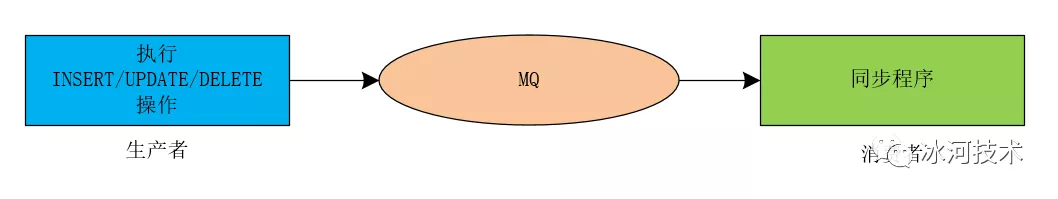 执行
INSERT/UPDATE/DELETE
操作
MQ
同步程序
生产者
冰河技术